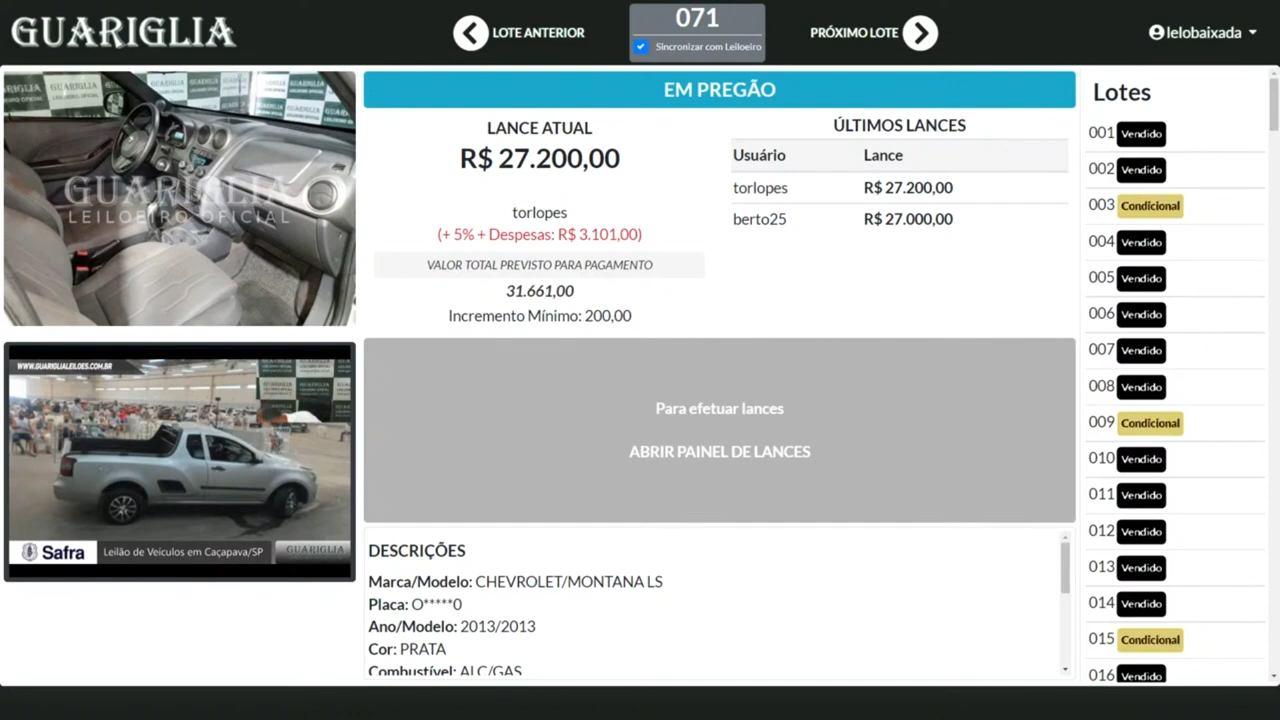 GUARIGLIA
LOTE ANTERIOR
071
Sincronizar com Leiloeiro
PRÓXIMO LOTE
lelobaixada
GUARIGLIA
LEILOEIRO OFICIAL
WWW.GUARIGLIALEILOES.COM.BR
Safra
Leilão de Veiculos em Caçapava/SP
GUARIGLIA
EM PREGÃO
LANCE ATUAL
R$ 27.200,00
torlopes
(+ 5% + Despesas: R$ 3.101,00)
VALOR TOTAL PREVISTO PARA PAGAMENTO
31.661,00
Incremento Mínimo: 200,00
ÚLTIMOS LANCES
Usuário Lance
torlopes R$ 27.200,00
berto25 R$ 27.000,00
Para efetuar lances
ABRIR PAINEL DE LANCES
DESCRIÇÕES
Marca/Modelo: CHEVROLET/MONTANA LS
Placa: O*****0
Ano/Modelo: 2013/2013
Cor: PRATA
Combustível: ALC/GAS
Lotes
001 Vendido
002 Vendido
003 Condicional
004 Vendido
005 Vendido
006 Vendido
007 Vendido
008 Vendido
009 Condicional
010 Vendido
011 Vendido
012 Vendido
013 Vendido
014 Vendido
015 Condicional
016 Vendido